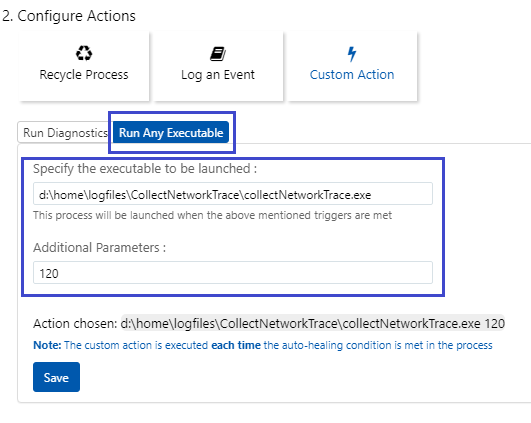 2. Configure Actions
Recycle Process
Log an Event
Custom Action
Run Diagnostics
Run Any Executable
Specify the executable to be launched :
d:\home\logfiles\CollectNetworkTrace\collectNetworkTrace.exe
This process will be launched when the above mentioned triggers are met
Additional Parameters :
120
Action chosen: d:\home\logfiles\CollectNetworkTrace\collectNetworkTrace.exe 120
Note: The custom action is executed each time the auto-healing condition is met in the process
Save